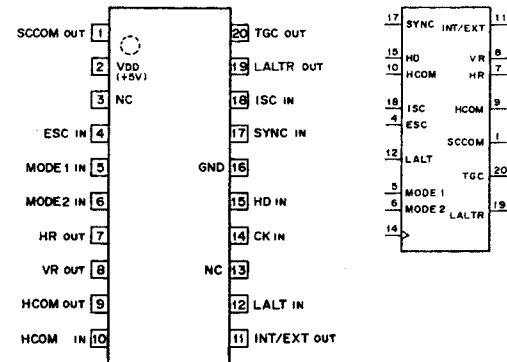 SCCOM OUT 1
20 TGC OUT
2 VDD
(+5V)
19 LALTR OUT
3 NC
18 ISC IN
ESC IN 4
17 SYNC IN
MODE 1 IN 5
GND 16
MODE2 IN 6
15 HD IN
HR OUT 7
14 CK IN
VR OUT 8
NC 13
HCOM OUT 9
12 LALT IN
HCOM IN 10
11 INT/EXT OUT
17 SYNC
INT/EXT 11
15 HD
VR 8
10 HCOM
HR 7
18 ISC
HCOM 9
4 ESC
SCCOM 1
12 LALT
TGC 20
5 MODE 1
6 MODE 2
LALTR 19
14